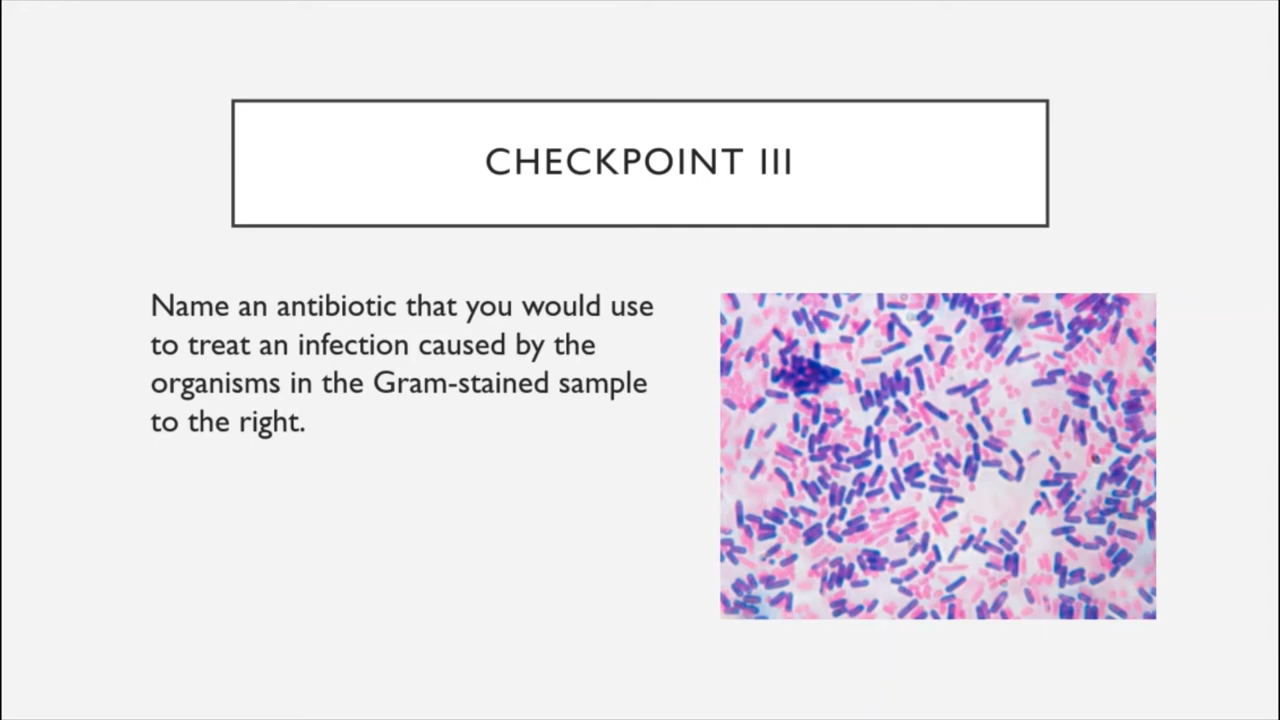 CHECKPOINT III
Name an antibiotic that you would use
to treat an infection caused by the
organisms in the Gram-stained sample
to the right.